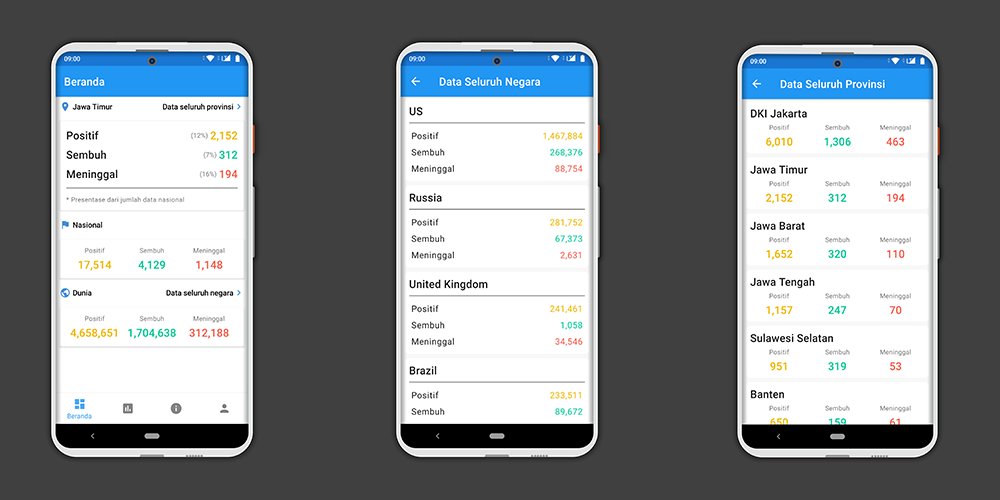 09:00
Beranda
Jawa Timur Data seluruh provinsi
Positif (12%) 2,152
Sembuh (7%) 312
Meninggal (16%) 194
* Presentase dari jumlah data nasional
Nasional
Positif Sembuh Meninggal
17,514 4,129 1,148
Dunia Data seluruh negara
Positif Sembuh Meninggal
4,658,651 1,704,638 312,188
Beranda
09:00
Data Seluruh Negara
US
Positif 1,467,884
Sembuh 268,376
Meninggal 88,754
Russia
Positif 281,752
Sembuh 67,373
Meninggal 2,631
United Kingdom
Positif 241,461
Sembuh 1,058
Meninggal 34,546
Brazil
Positif 233,511
Sembuh 89,672
09:00
Data Seluruh Provinsi
DKI Jakarta
Positif Sembuh Meninggal
6,010 1,306 463
Jawa Timur
Positif Sembuh Meninggal
2,152 312 194
Jawa Barat
Positif Sembuh Meninggal
1,652 320 110
Jawa Tengah
Positif Sembuh Meninggal
1,157 247 70
Sulawesi Selatan
Positif Sembuh Meninggal
951 319 53
Banten
Positif Sembuh Meninggal
650 159 61